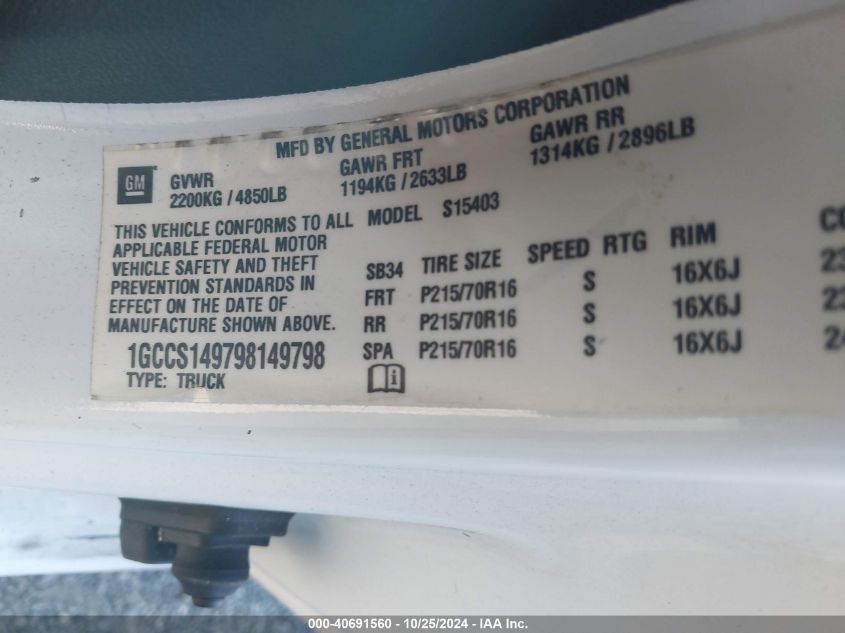 MFD BY GENERAL MOTORS CORPORATION
GM
GVWR
2200KG / 4850LB
GAWR FRT
1194KG / 2633LB
GAWR RR
1314KG / 2896LB
THIS VEHICLE CONFORMS TO ALL
APPLICABLE FEDERAL MOTOR
VEHICLE SAFETY AND THEFT
PREVENTION STANDARDS IN
EFFECT ON THE DATE OF
MANUFACTURE SHOWN ABOVE.
1GCCS149798149798
TYPE: TRUCK
MODEL S15403
SB34 TIRE SIZE SPEED RTG RIM
FRT P215/70R16 S 16X6J
RR P215/70R16 S 16X6J
SPA P215/70R16 S 16X6J
000-40691560 - 10/25/2024 - IAA Inc.